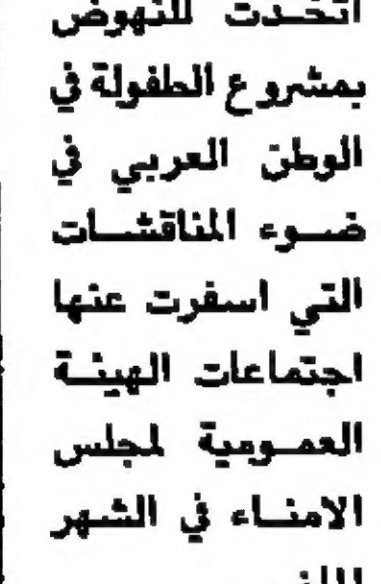 اتخذت للنهوض
بمشروع الطفولة في
الوطن العربي في
ضوء المناقشات
التي اسفرت عنها
اجتماعات الهيئة
العمومية لمجلس
الامناء في الشهر